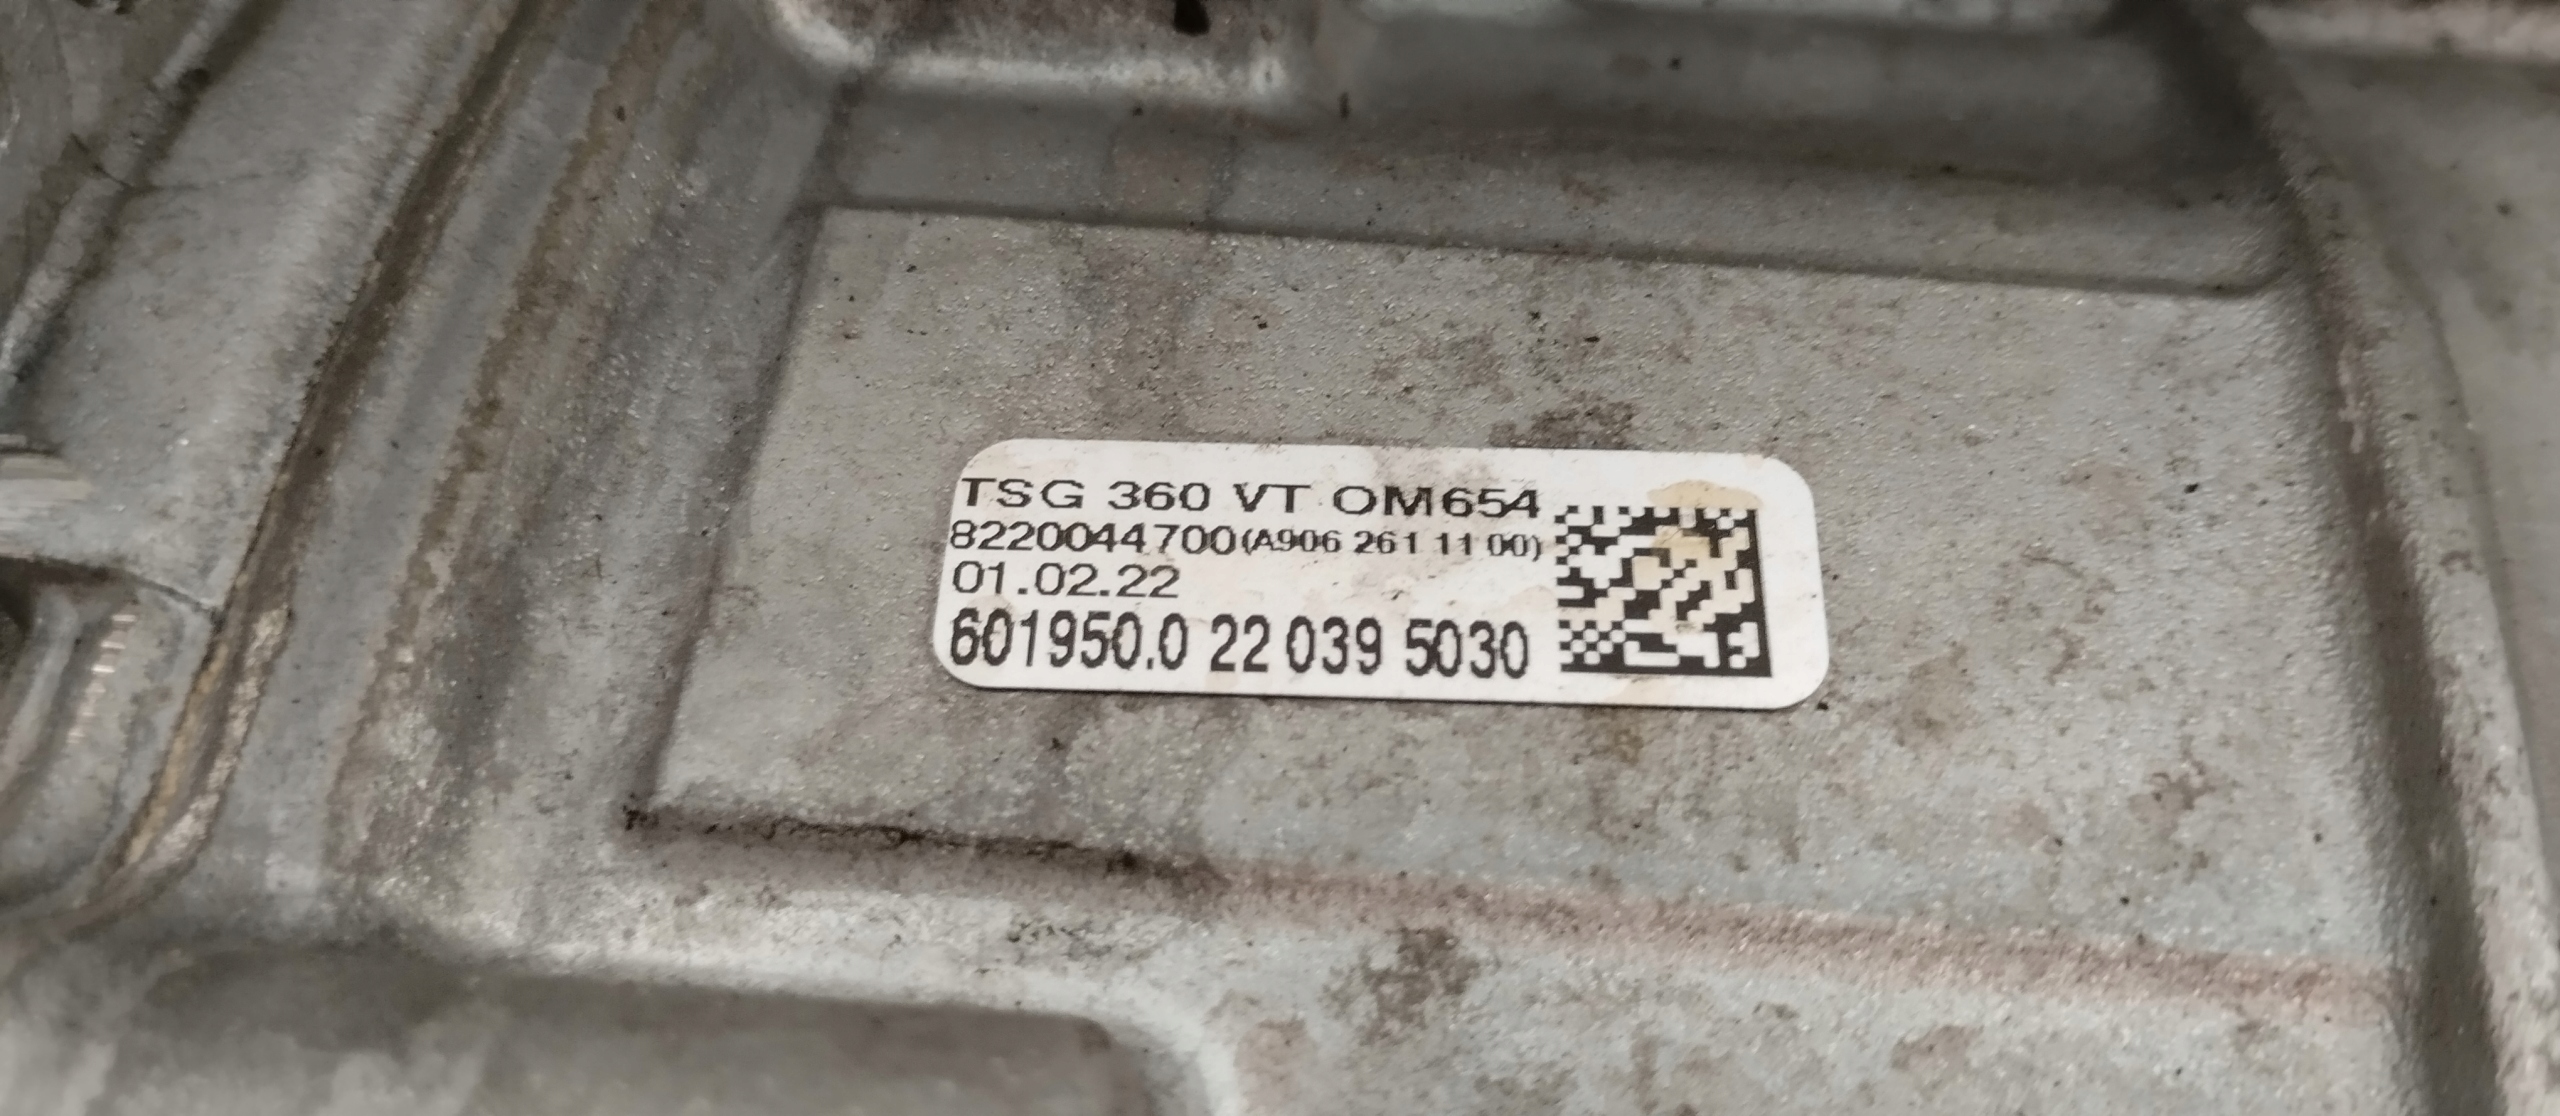 TSG 360 VT OM654
8220044700(A906 261 11 00)
01.02.22
601950.0 22 039 5030